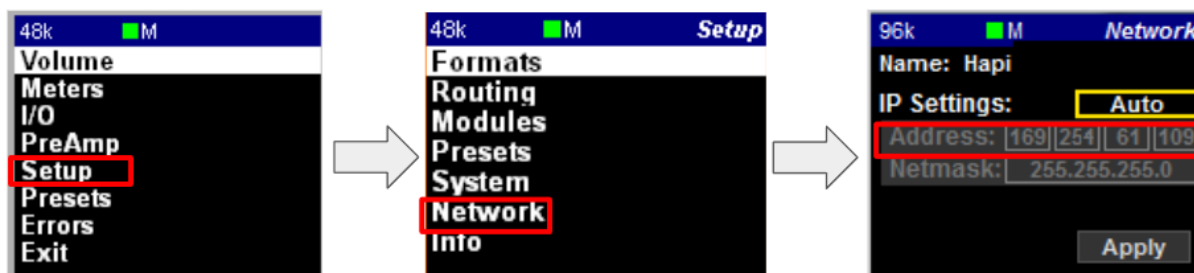 48k M
Volume
Meters
I/O
PreAmp
Setup
Presets
Errors
Exit
48k M Setup
Formats
Routing
Modules
Presets
System
Network
Info
96k M Network
Name: Hapi
IP Settings: Auto
Address: 169 254 61 109
Netmask: 255.255.255.0
Apply